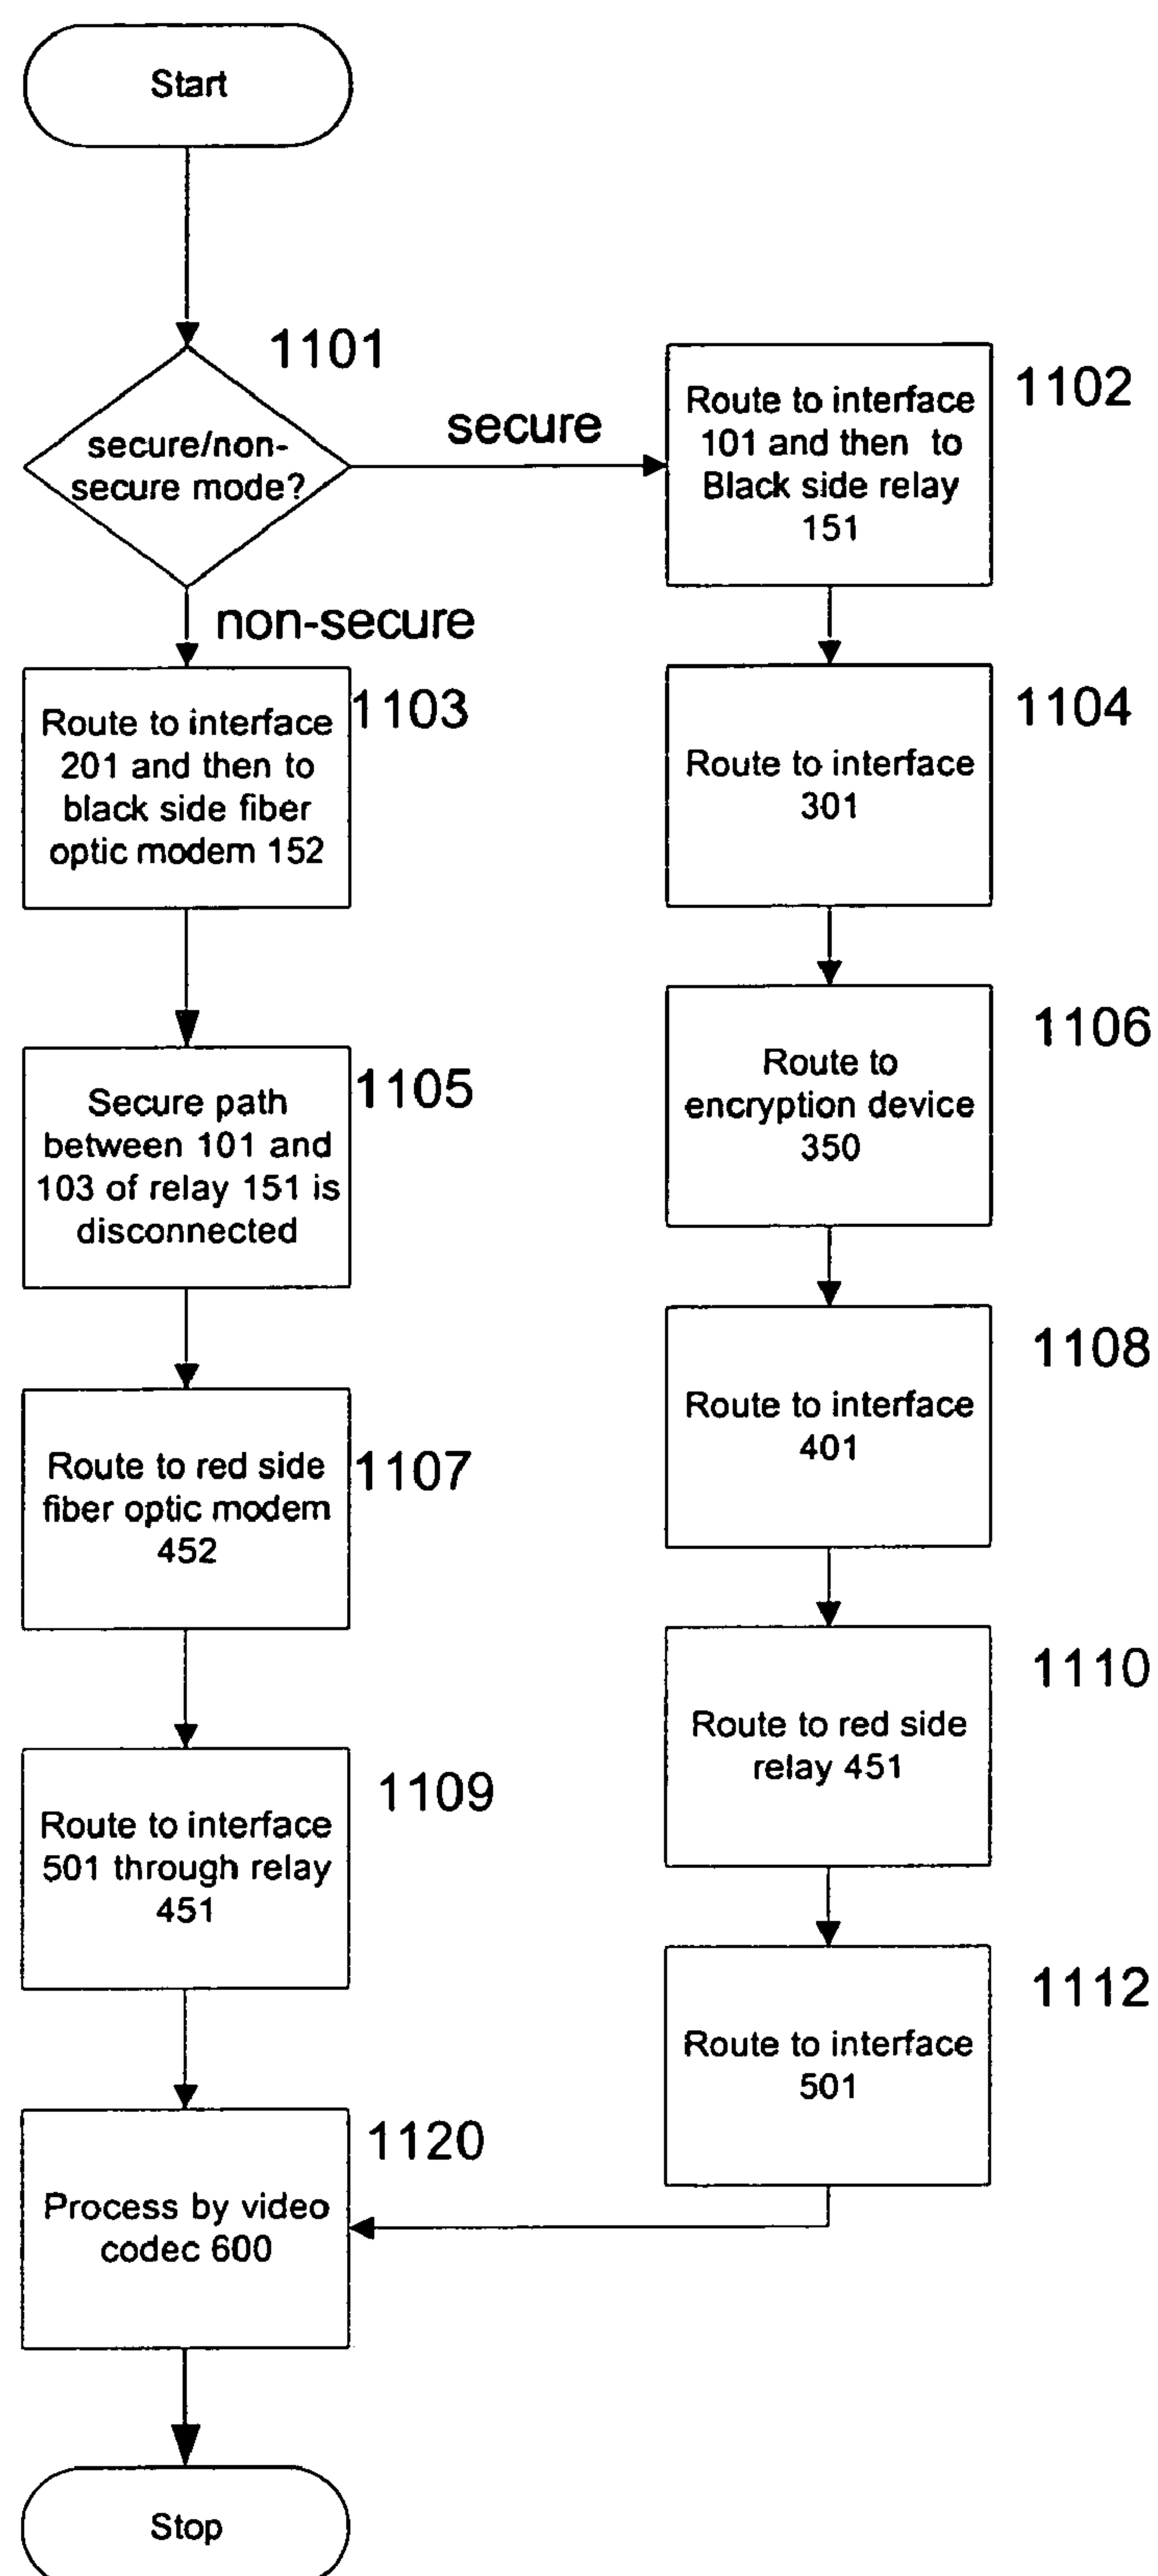 Start
1101
secure/non-
secure mode?
secure
1102
Route to interface
101 and then to
Black side relay
151
non-secure
1103
Route to interface
201 and then to
black side fiber
optic modem 152
1104
Route to interface
301
1105
Secure path
between 101 and
103 of relay 151 is
disconnected
1106
Route to
encryption device
350
1107
Route to red side
fiber optic modem
452
1108
Route to interface
401
1109
Route to interface
501 through relay
451
1110
Route to red side
relay 451
1112
Route to interface
501
1120
Process by video
codec 600
Stop